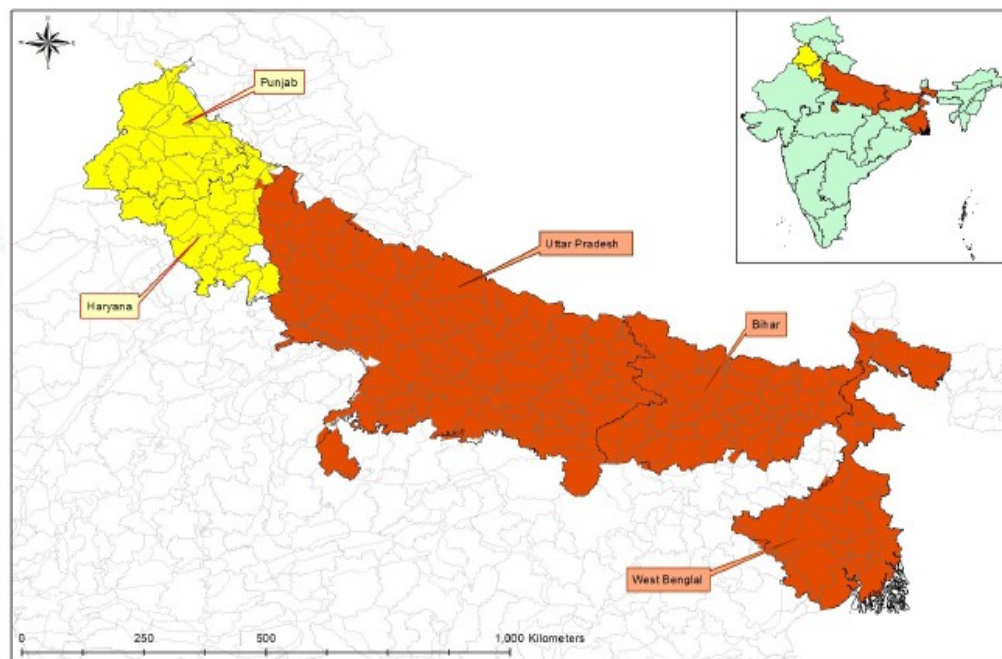 Punjab
Uttar Pradesh
Haryana
Bihar
West Benglal
0 250 500 1,000 Kilometers